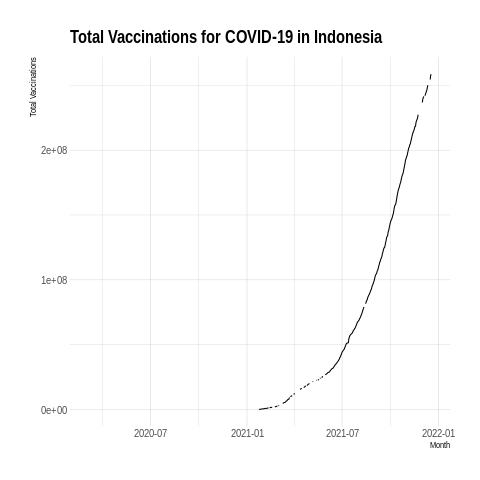 Total Vaccinations for COVID-19 in Indonesia
Total Vaccinations
2e+08
1e+08
0e+00
2020-07
2021-01
2021-07
2022-01
Month